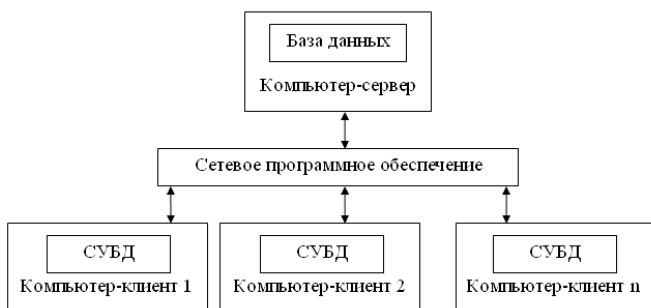 База данных
Компьютер-сервер
Сетевое программное обеспечение
СУБД
Компьютер-клиент 1
СУБД
Компьютер-клиент 2
СУБД
Компьютер-клиент n